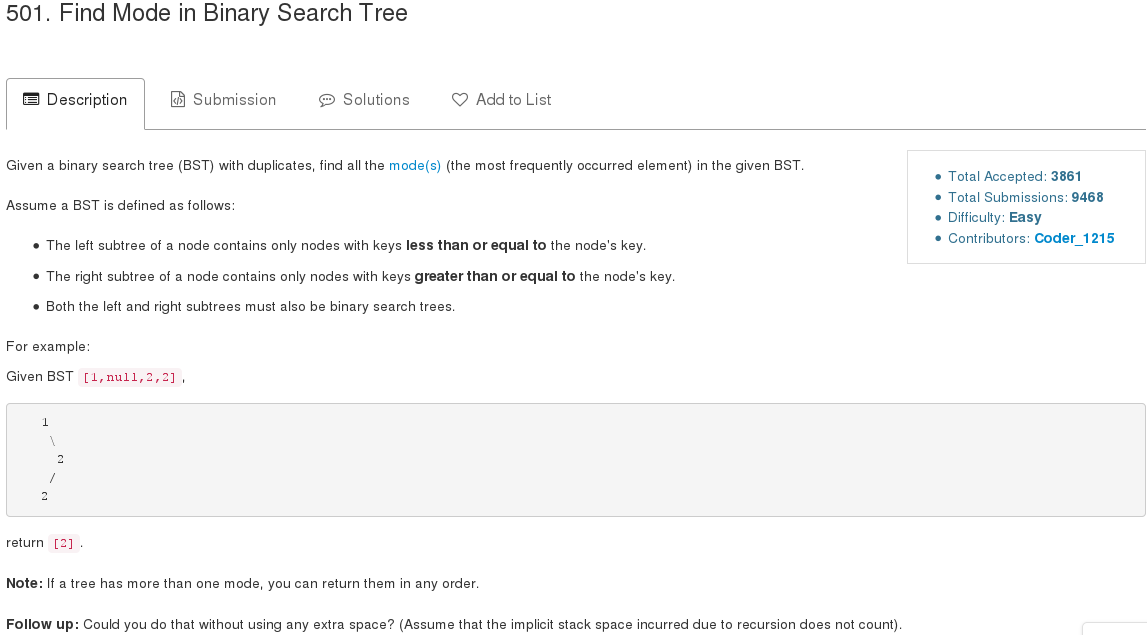 501. Find Mode in Binary Search Tree
Description
Submission
Solutions
Add to List
Given a binary search tree (BST) with duplicates, find all the mode(s) (the most frequently occurred element) in the given BST.
• Total Accepted: 3861
• Total Submissions: 9468
• Difficulty: Easy
• Contributors: Coder_1215
Assume a BST is defined as follows:
• The left subtree of a node contains only nodes with keys less than or equal to the node's key.
• The right subtree of a node contains only nodes with keys greater than or equal to the node's key.
• Both the left and right subtrees must also be binary search trees.
For example:
Given BST [1,null,2,2],
1
\
2
/
2
return [2].
Note: If a tree has more than one mode, you can return them in any order.
Follow up: Could you do that without using any extra space? (Assume that the implicit stack space incurred due to recursion does not count).